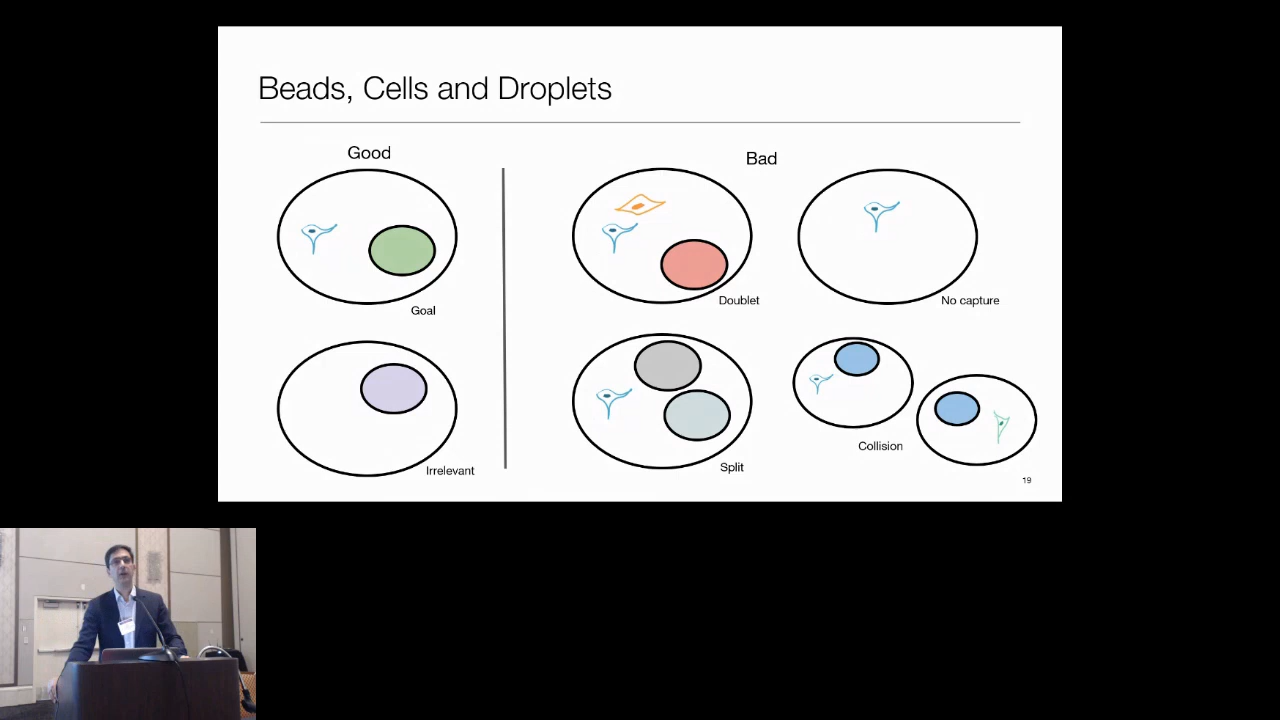 Beads, Cells and Droplets
Good
Bad
Goal
Doublet
No capture
Irrelevant
Split
Collision
19